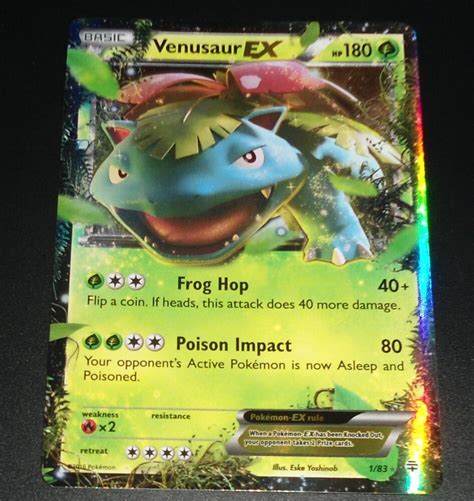 BASIC
Venusaur EX HP180
Frog Hop 40+
Flip a coin. If heads, this attack does 40 more damage.
Poison Impact 80
Your opponent's Active Pokémon is now Asleep and
Poisoned.
weakness resistance
×2
retreat
Pokémon-EX rule
When a Pokémon-EX has been Knocked Out,
your opponent takes 2 Prize cards.
©2016 Pokémon
Illus. Eske Yoshinob
1/83